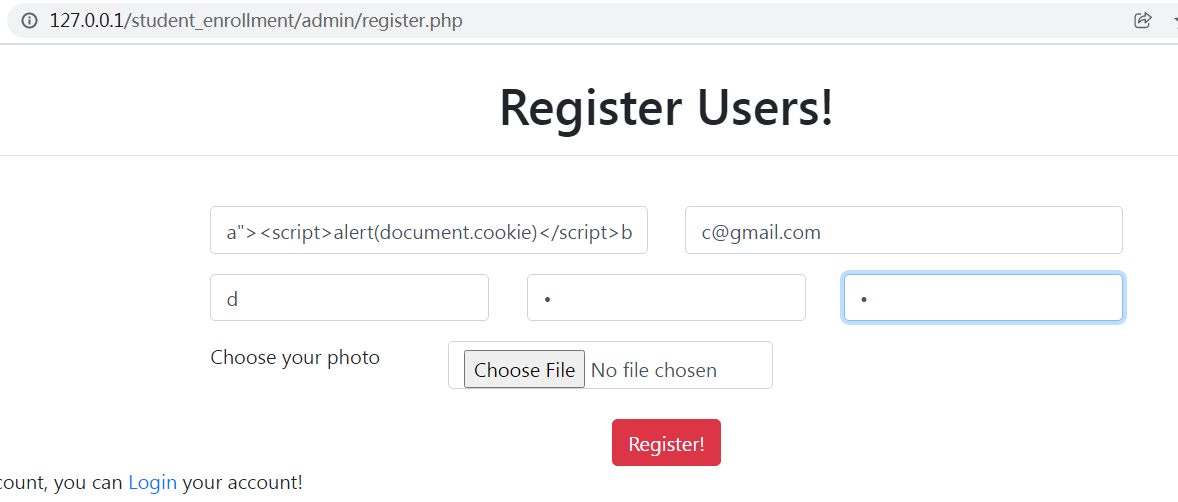 127.0.0.1/student_enrollment/admin/register.php
Register Users!
a"><script>alert(document.cookie)</script>b
c@gmail.com
d
•
•
Choose your photo
Choose File No file chosen
Register!
count, you can Login your account!